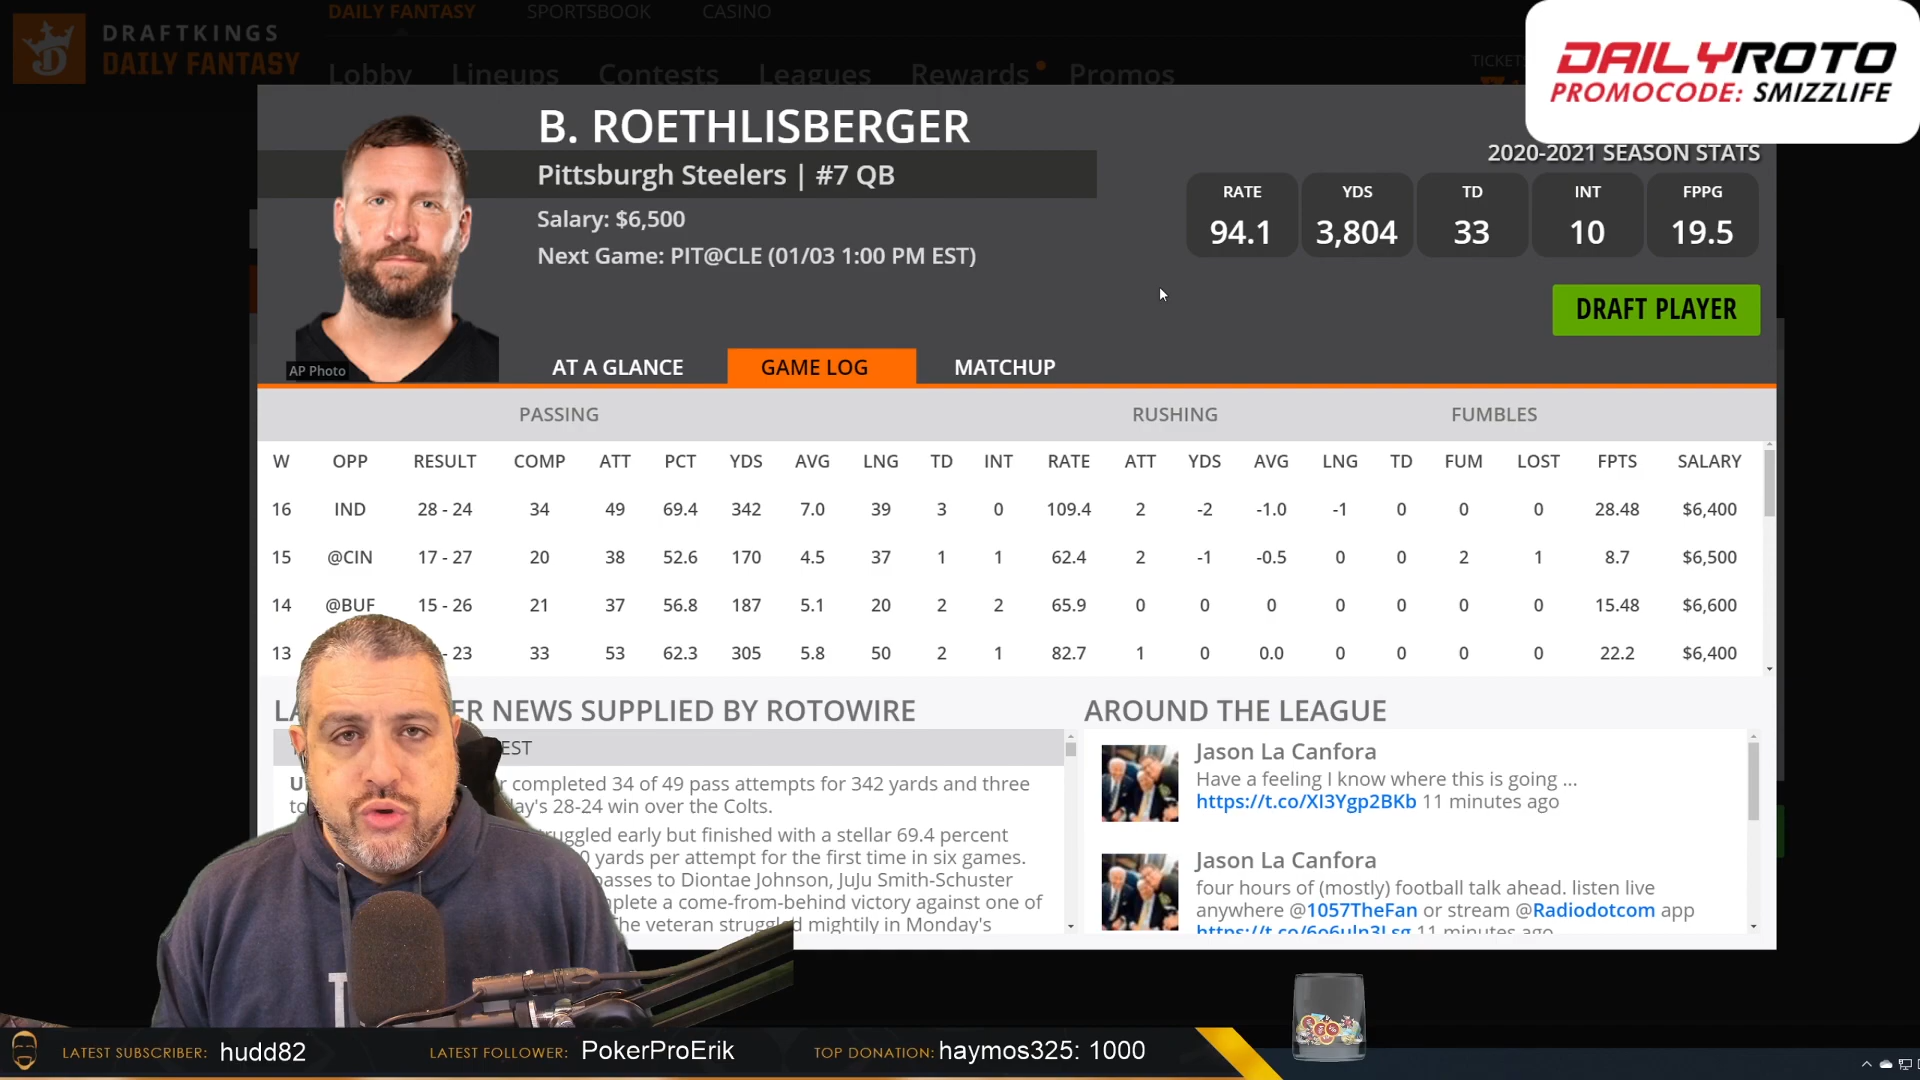 DRAFTKINGS
DAILY FANTASY
DAILY FANTASY SPORTSBOOK CASINO
Lobby Lineups Contests Leagues Rewards Promos
DAILYROTO
PROMOCODE: SMIZZLIFE
B. ROETHLISBERGER
Pittsburgh Steelers | #7 QB
Salary: $6,500
Next Game: PIT@CLE (01/03 1:00 PM EST)
AP Photo
2020-2021 SEASON STATS
RATE YDS TD INT FPPG
94.1 3,804 33 10 19.5
DRAFT PLAYER
AT A GLANCE GAME LOG MATCHUP
PASSING RUSHING FUMBLES
W OPP RESULT COMP ATT PCT YDS AVG LNG TD INT RATE ATT YDS AVG LNG TD FUM LOST FPTS SALARY
16 IND 28 - 24 34 49 69.4 342 7.0 39 3 0 109.4 2 -2 -1.0 -1 0 0 0 28.48 $6,400
15 @CIN 17 - 27 20 38 52.6 170 4.5 37 1 1 62.4 2 -1 -0.5 0 0 2 1 8.7 $6,500
14 @BUF 15 - 26 21 37 56.8 187 5.1 20 2 2 65.9 0 0 0 0 0 0 0 15.48 $6,600
13 - 23 33 53 62.3 305 5.8 50 2 1 82.7 1 0 0.0 0 0 0 0 22.2 $6,400
NEWS SUPPLIED BY ROTOWIRE
EST
completed 34 of 49 pass attempts for 342 yards and three
28-24 win over the Colts.
early but finished with a stellar 69.4 percent
yards per attempt for the first time in six games.
to Diontae Johnson, JuJu Smith-Schuster
a come-from-behind victory against one of
The veteran struggled mightily in Monday's
AROUND THE LEAGUE
Jason La Canfora
Have a feeling I know where this is going ...
https://t.co/XI3Ygp2BKb 11 minutes ago
Jason La Canfora
four hours of (mostly) football talk ahead. listen live
anywhere @1057TheFan or stream @Radiodotcom app
11 minutes ago
LATEST SUBSCRIBER: hudd82
LATEST FOLLOWER: PokerProErik
TOP DONATION: haymos325: 1000